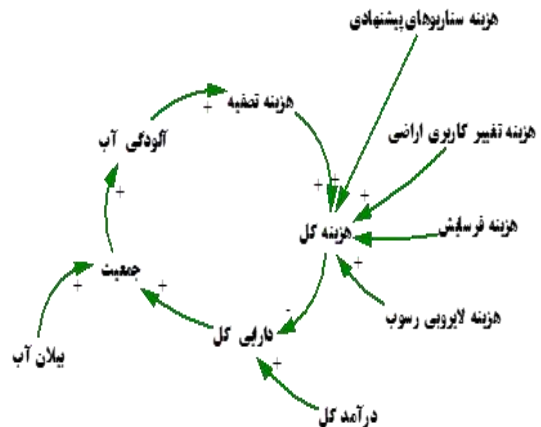 هزینه سناریوهای پیشنهادی
هزینه تصفیه
+
آلودگی آب
هزینه تغییر کاربری اراضی
+
+
+
+
هزینه فرسایش
هزینه کل
جمعیت
+
+
+
هزینه لایروبی رسوب
-
دارایی کل
بیلان آب
+
درآمد کل